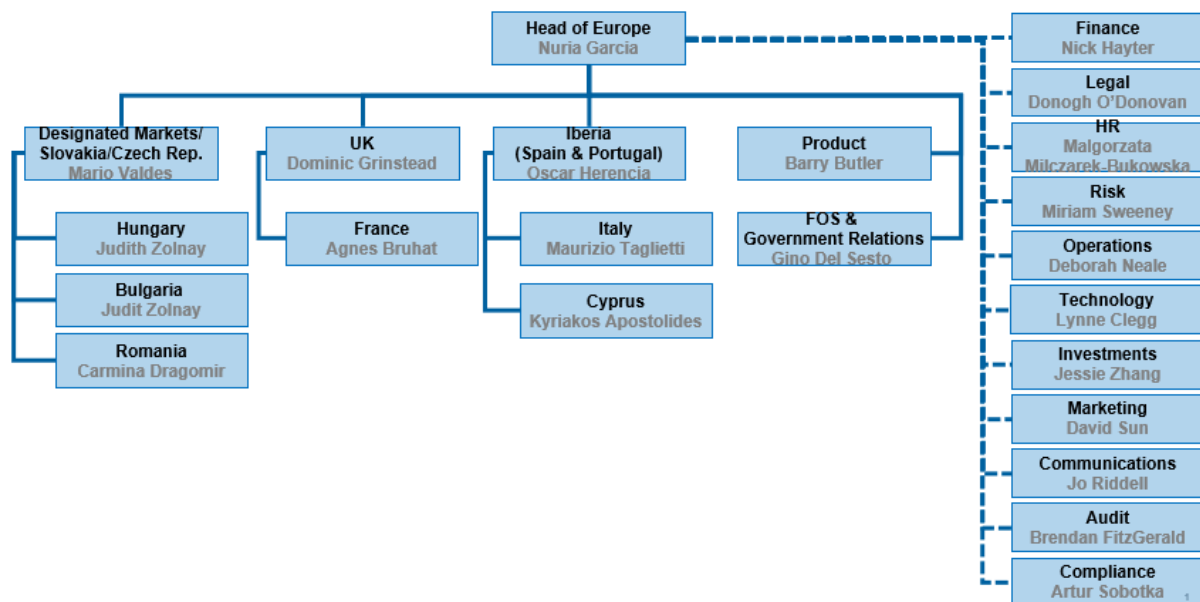 Head of Europe
Nuria Garcia
Designated Markets/
Slovakia/Czech Rep.
Mario Valdes
Hungary
Judith Zolnay
Bulgaria
Judit Zolnay
Romania
Carmina Dragomir
UK
Dominic Grinstead
France
Agnes Bruhat
Iberia
(Spain & Portugal)
Oscar Herencia
Italy
Maurizio Taglietti
Cyprus
Kyriakos Apostolides
Product
Barry Butler
FOS &
Government Relations
Gino Del Sesto
Finance
Nick Hayter
Legal
Donogh O’Donovan
HR
Malgorzata
Milczarek-Bukowska
Risk
Miriam Sweeney
Operations
Deborah Neale
Technology
Lynne Clegg
Investments
Jessie Zhang
Marketing
David Sun
Communications
Jo Riddell
Audit
Brendan FitzGerald
Compliance
Artur Sobotka
1